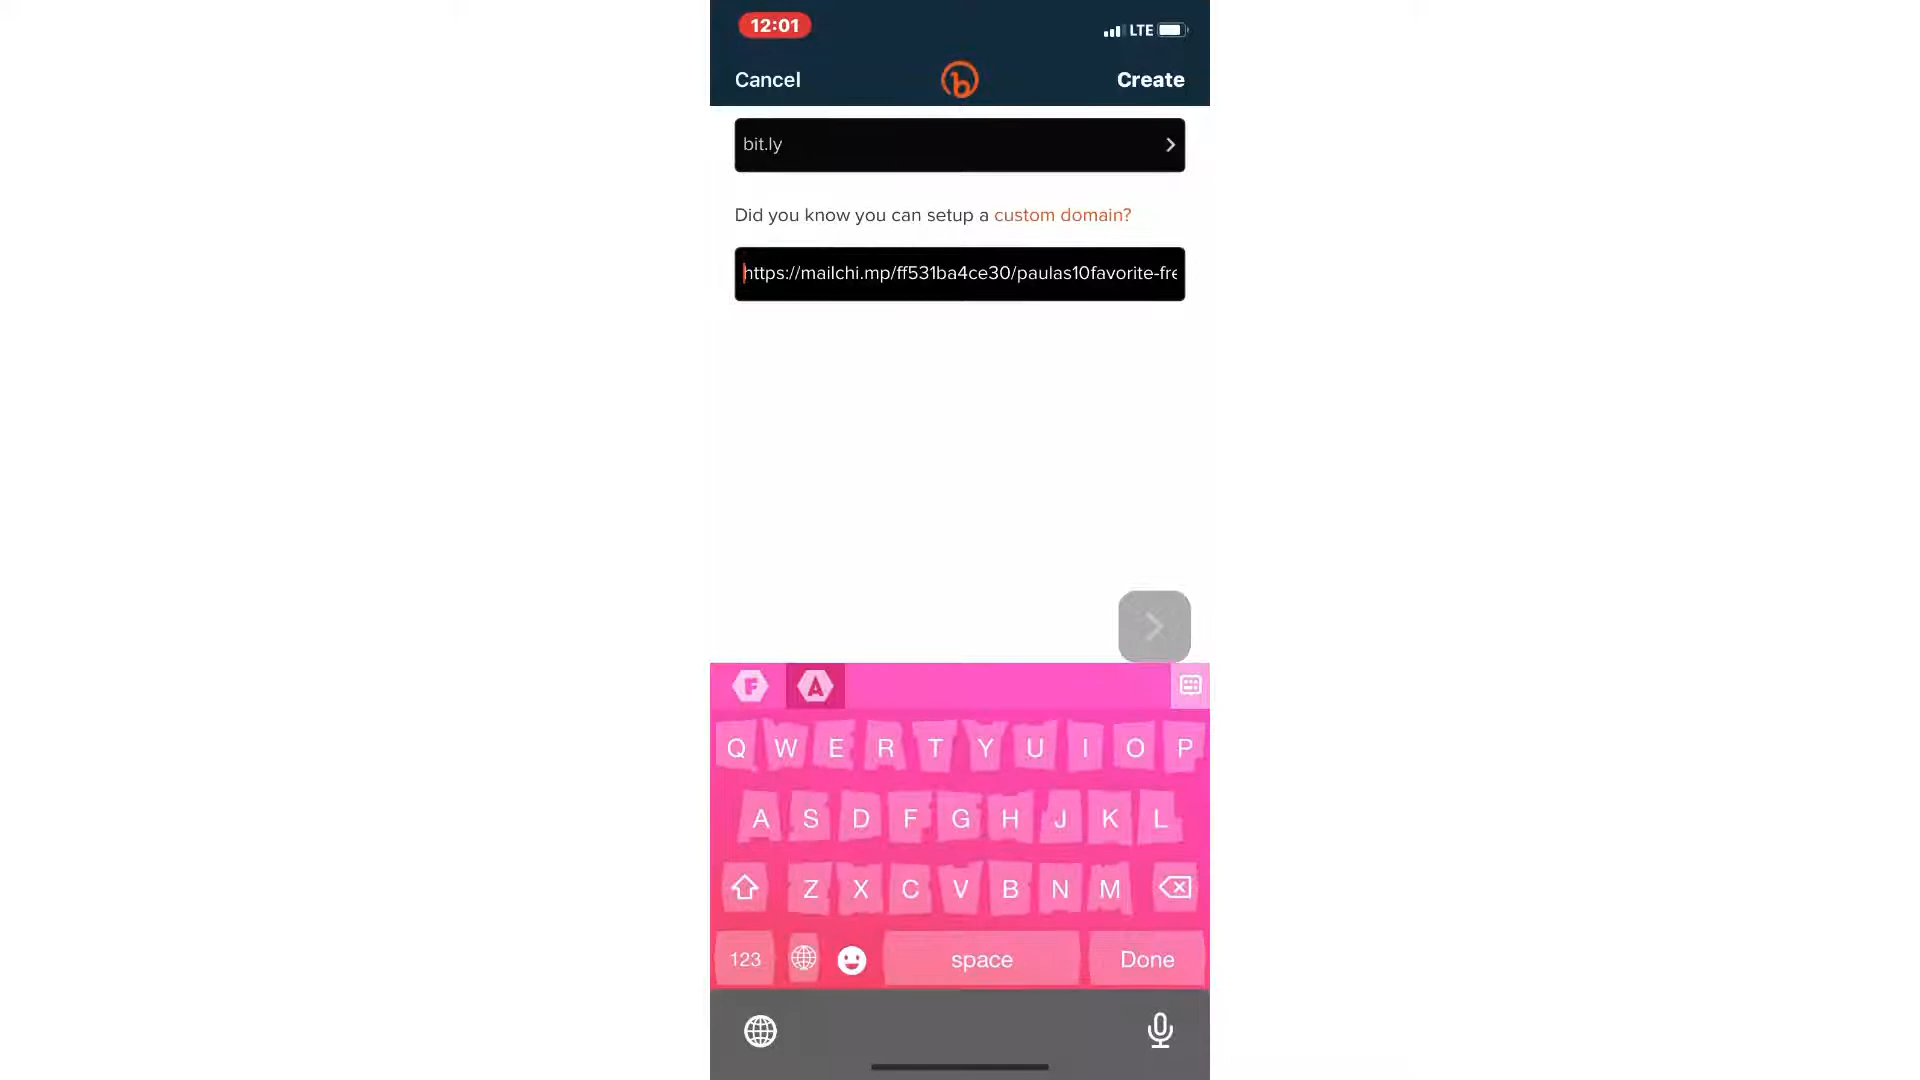 12:01
LTE
Cancel
Create
bit.ly
Did you know you can setup a custom domain?
https://mailchi.mp/ff531ba4ce30/paulas10favorite-fre
F A
Q W E R T Y U I O P
A S D F G H J K L
Z X C V B N M
123
space
Done